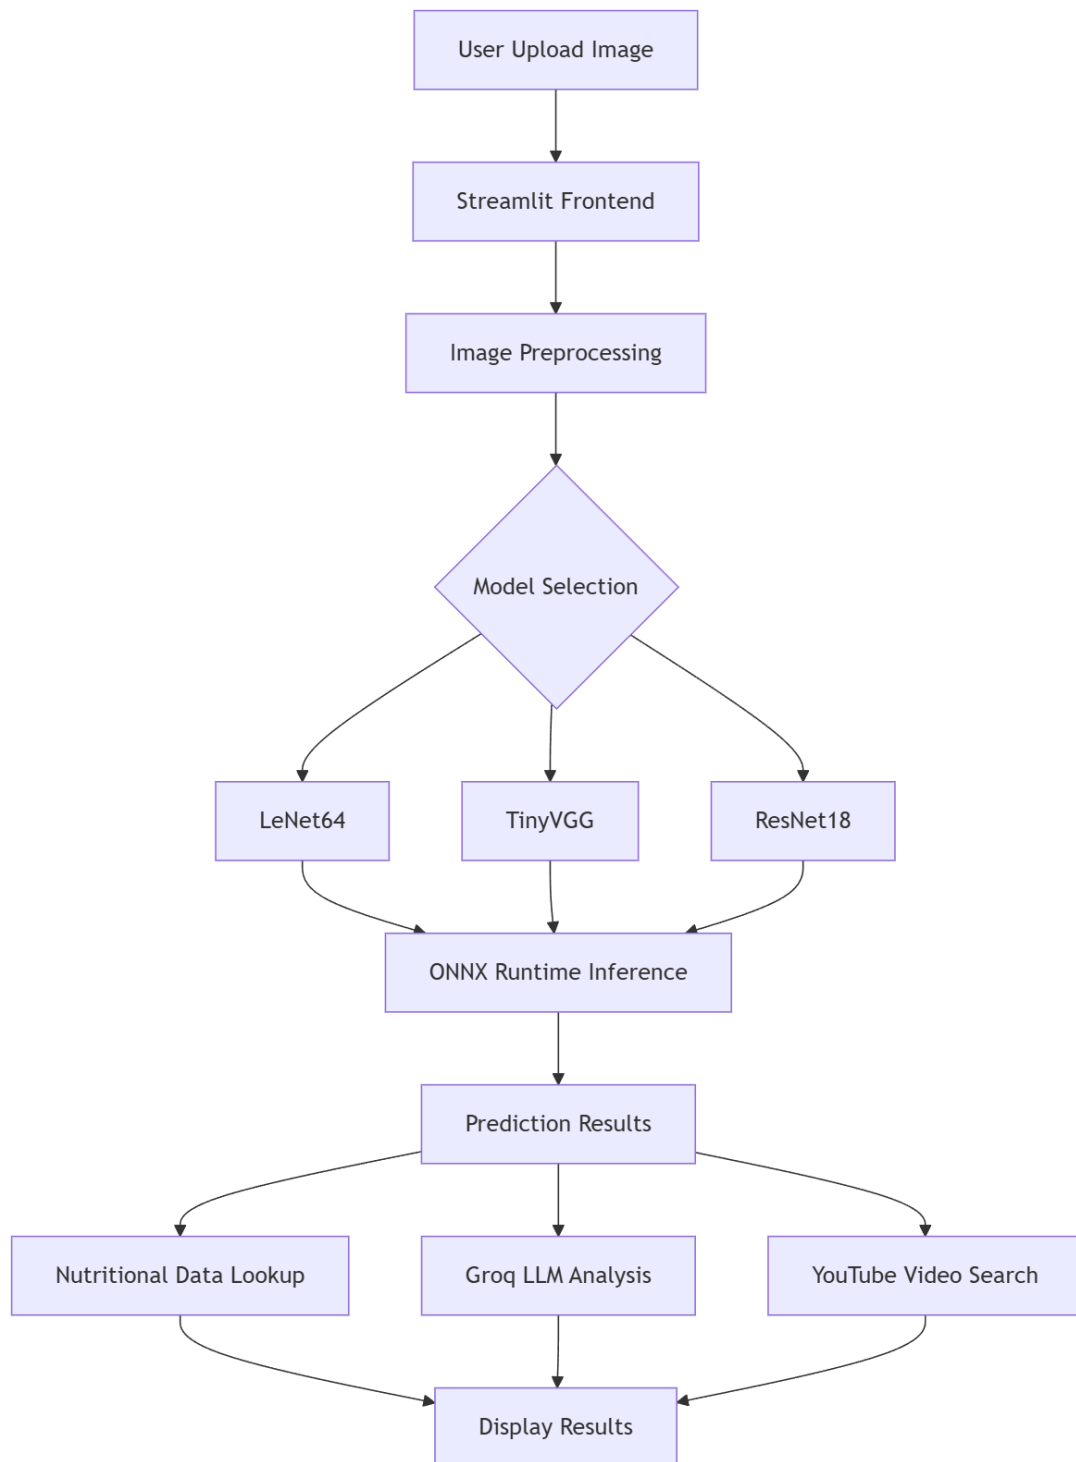 User Upload Image
Streamlit Frontend
Image Preprocessing
Model Selection
LeNet64
TinyVGG
ResNet18
ONNX Runtime Inference
Prediction Results
Nutritional Data Lookup
Groq LLM Analysis
YouTube Video Search
Display Results